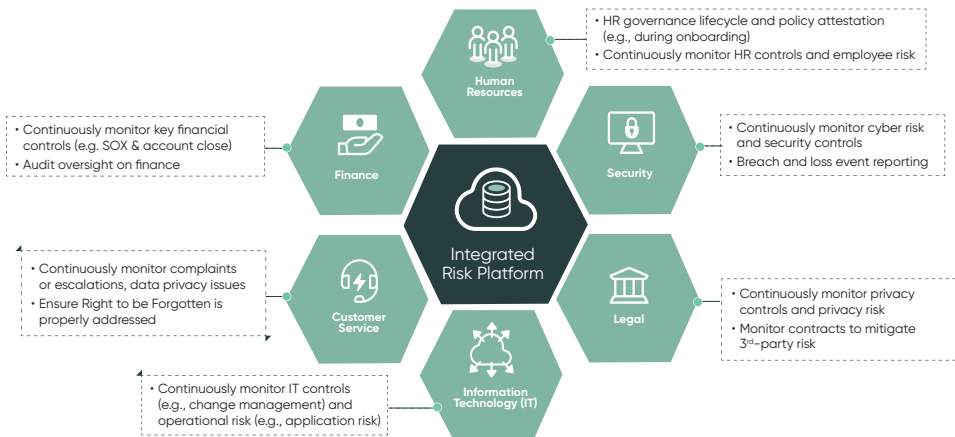 • HR governance lifecycle and policy attestation
(e.g., during onboarding)
• Continuously monitor HR controls and employee risk
Human
Resources
• Continuously monitor key financial
controls (e.g. SOX & account close)
• Audit oversight on finance
Finance
Security
• Continuously monitor cyber risk
and security controls
• Breach and loss event reporting
Integrated
Risk Platform
• Continuously monitor complaints
or escalations, data privacy issues
• Ensure Right to be Forgotten is
properly addressed
Customer
Service
Legal
• Continuously monitor privacy
controls and privacy risk
• Monitor contracts to mitigate
3rd-party risk
• Continuously monitor IT controls
(e.g., change management) and
operational risk (e.g., application risk)
Information
Technology (IT)